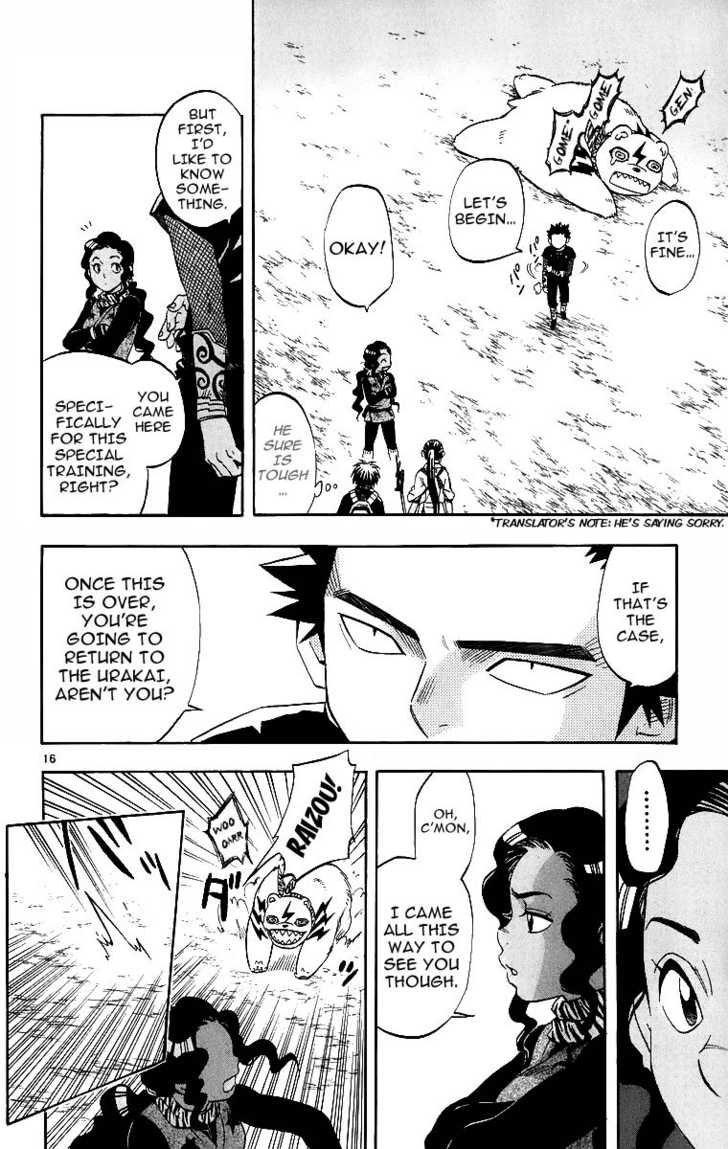 GEN.
GOME
GOME-
IT'S
FINE...
LET'S
BEGIN...
OKAY!
HE
SURE
IS
TOUGH
...
*TRANSLATOR'S NOTE: HE'S SAYING SORRY.
BUT
FIRST,
I'D
LIKE TO
KNOW
SOME-
THING.
YOU
CAME
HERE
SPECI-
FICALLY
FOR THIS
SPECIAL
TRAINING,
RIGHT?
IF
THAT'S
THE
CASE,
ONCE THIS
IS OVER,
YOU'RE
GOING TO
RETURN TO
THE URAKAI,
AREN'T YOU?
16
.........
OH,
C'MON,
I CAME
ALL THIS
WAY TO
SEE YOU
THOUGH.
RAIZOU!
WOO
OARR
ダ